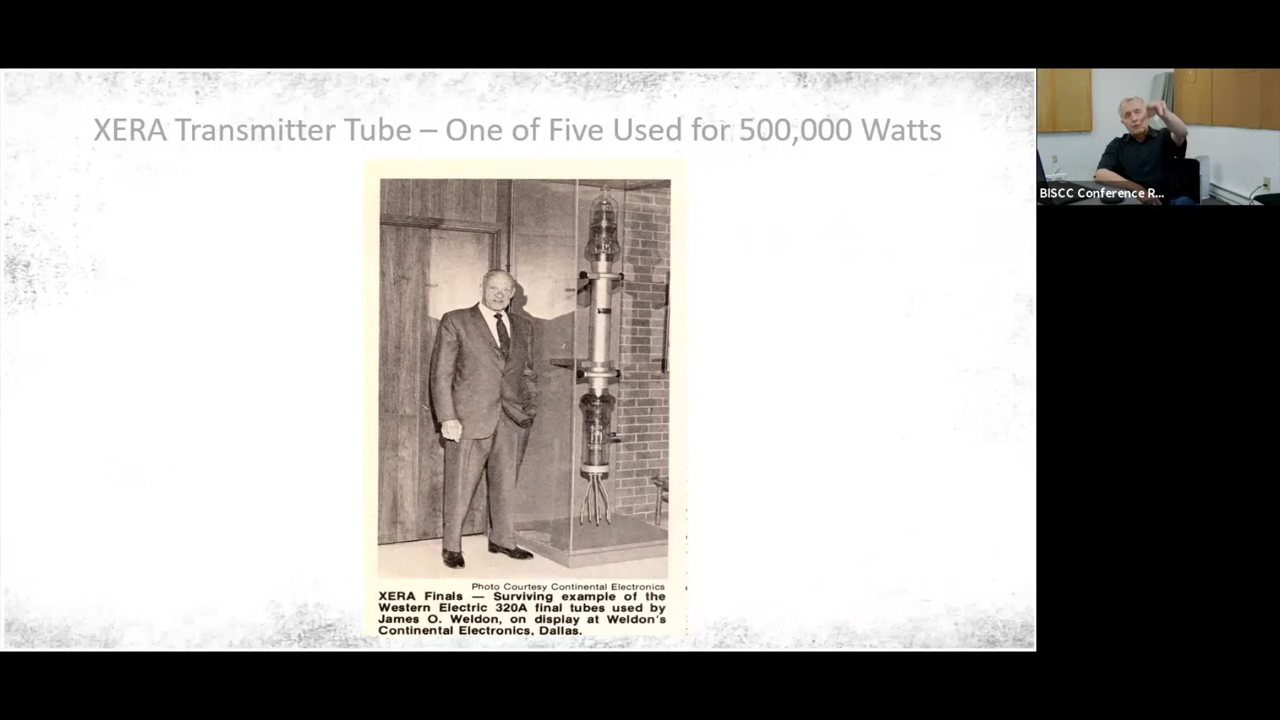 XERA Transmitter Tube – One of Five Used for 500,000 Watts
BISCC Conference R...
Photo Courtesy Continental Electronics
XERA Finals — Surviving example of the
Western Electric 320A final tubes used by
James O. Weldon, on display at Weldon's
Continental Electronics, Dallas.